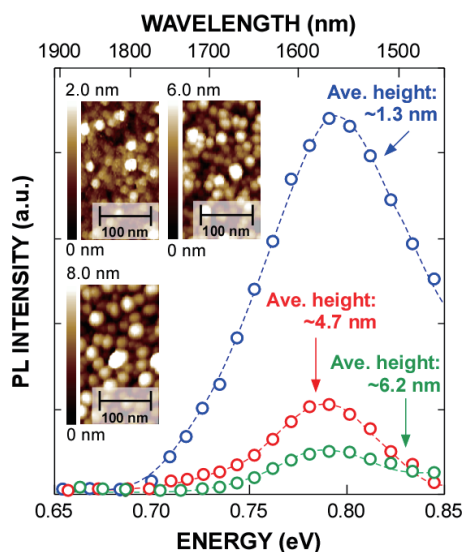 WAVELENGTH (nm)
1900 1800 1700 1600 1500
2.0 nm
6.0 nm
Ave. height:
~1.3 nm
100 nm
100 nm
0 nm
0 nm
8.0 nm
Ave. height:
~4.7 nm
Ave. height:
~6.2 nm
100 nm
0 nm
PL INTENSITY (a.u.)
0.65 0.70 0.75 0.80 0.85
ENERGY (eV)